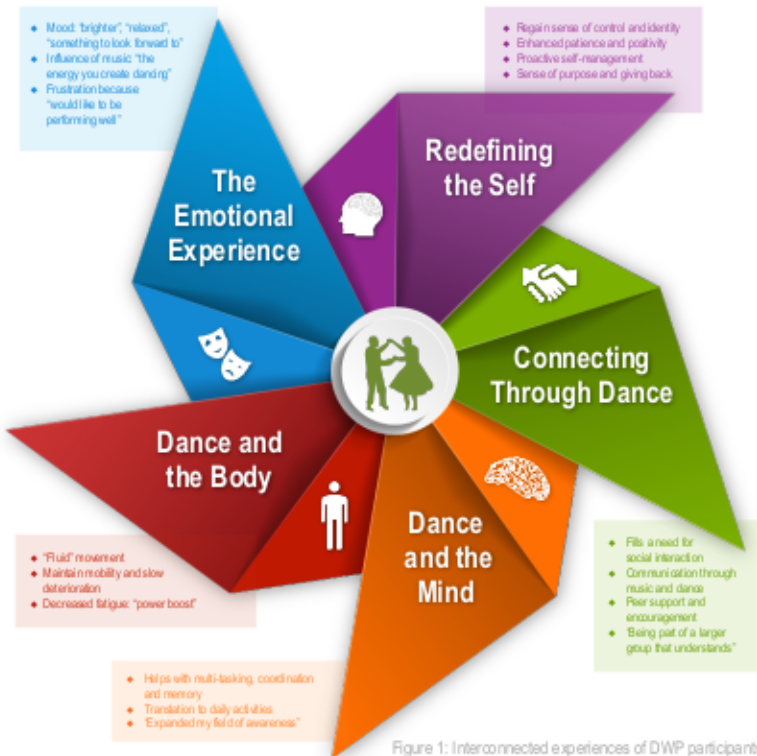 ◆ Mood: "brighter", "relaxed",
"something to look forward to"
◆ Influence of music "the
energy you create dancing"
◆ Frustration because
"would like to be
performing well"
◆ Regain sense of control and identity
◆ Enhanced patience and positivity
◆ Proactive self-management
◆ Sense of purpose and giving back
The
Emotional
Experience
Redefining
the Self
Connecting
Through Dance
Dance and
the Body
Dance
and the
Mind
◆ "Fluid" movement
◆ Maintain mobility and slow
deterioration
◆ Decreased fatigue: "power boost"
◆ Fills a need for
social interaction
◆ Communication through
music and dance
◆ Peer support and
encouragement
◆ "Being part of a larger
group that understands"
◆ Helps with multi-tasking, coordination
and memory
◆ Translation to daily activities
◆ "Expanded my field of awareness"
Figure 1: Interconnected experiences of DWP participants